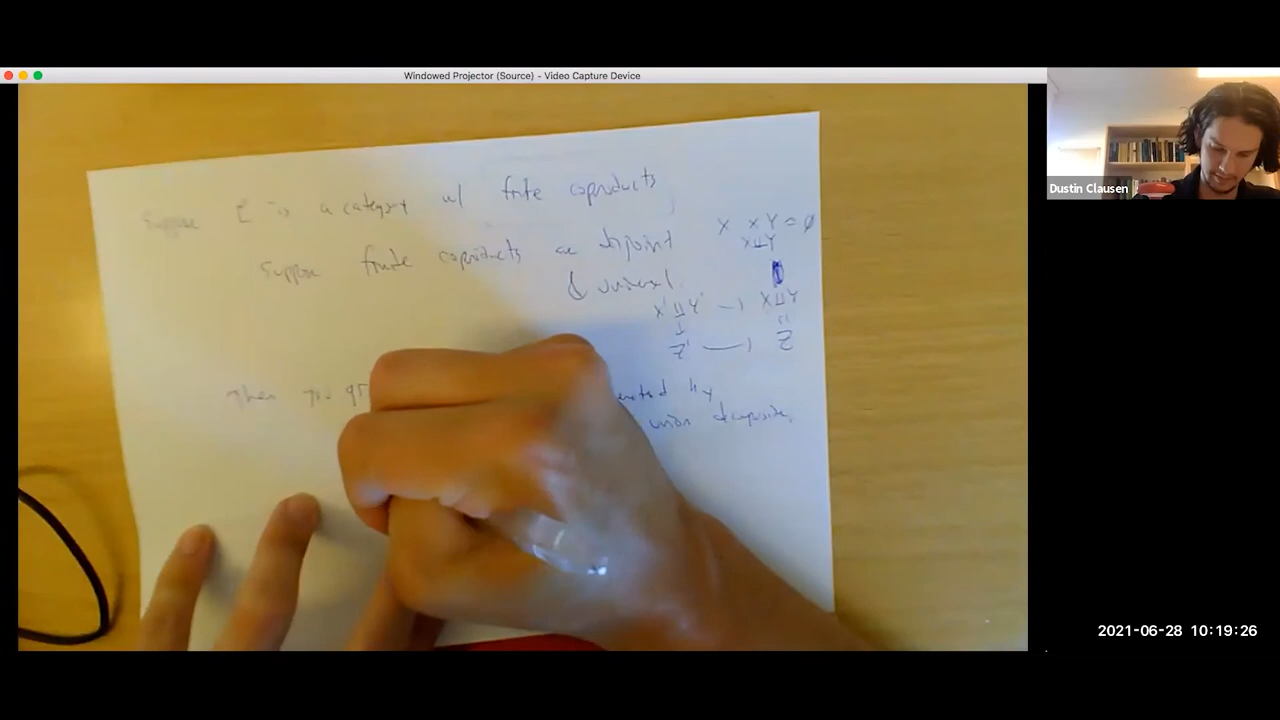 Windowed Projector (Source) - Video Capture Device
Dustin Clausen
Suppose C is a category w/ finite coproducts
Suppose finite coproducts are disjoint
& universal.
X × Y = ∅
X⊔Y
X'⊔Y' → X⊔Y
Z' → Z
Then by
union
2021-06-28 10:19:26